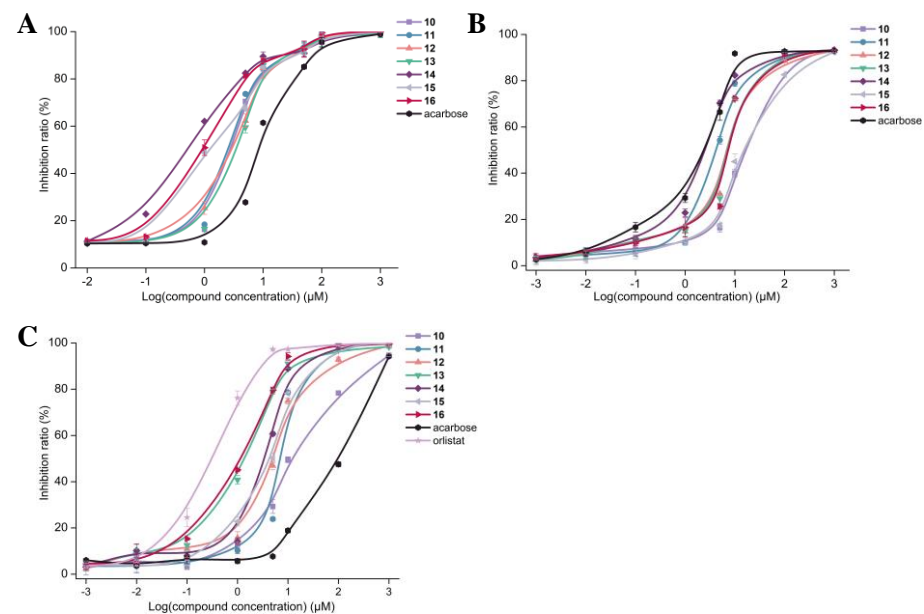 A
100
80
60
40
20
0
Inhibition ratio (%)
-2 -1 0 1 2 3
Log(compound concentration) (µM)
10
11
12
13
14
15
16
acarbose
B
100
80
60
40
20
0
Inhibition ratio (%)
-3 -2 -1 0 1 2 3
Log(compound concentration) (µM)
10
11
12
13
14
15
16
acarbose
C
100
80
60
40
20
0
Inhibition ratio (%)
-3 -2 -1 0 1 2 3
Log(compound concentration) (µM)
10
11
12
13
14
15
16
acarbose
orlistat